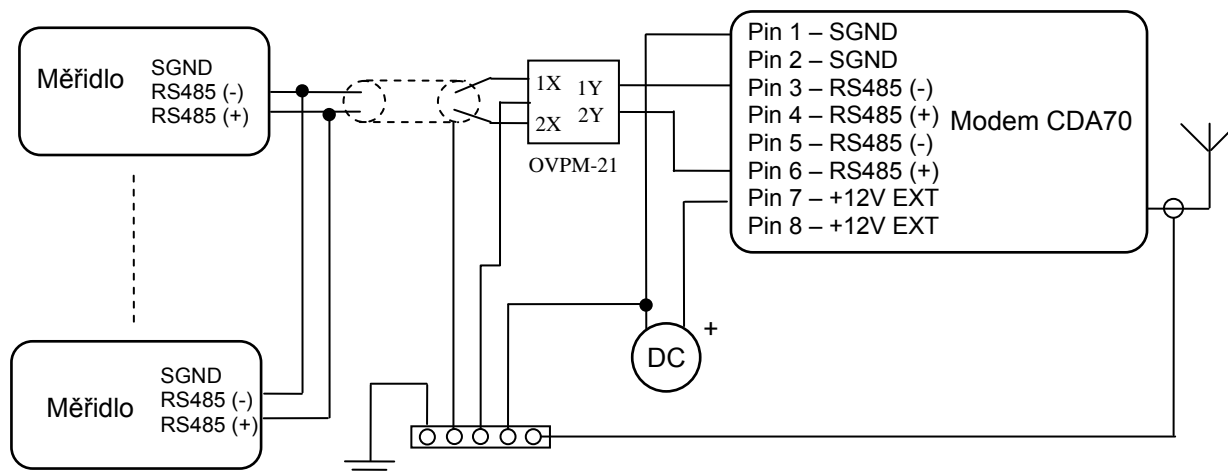 Měřidlo
SGND
RS485 (-)
RS485 (+)
1X 1Y
2X 2Y
OVPM-21
Pin 1 – SGND
Pin 2 – SGND
Pin 3 – RS485 (-)
Pin 4 – RS485 (+)
Pin 5 – RS485 (-)
Pin 6 – RS485 (+)
Pin 7 – +12V EXT
Pin 8 – +12V EXT
Modem CDA70
+
DC
Měřidlo
SGND
RS485 (-)
RS485 (+)